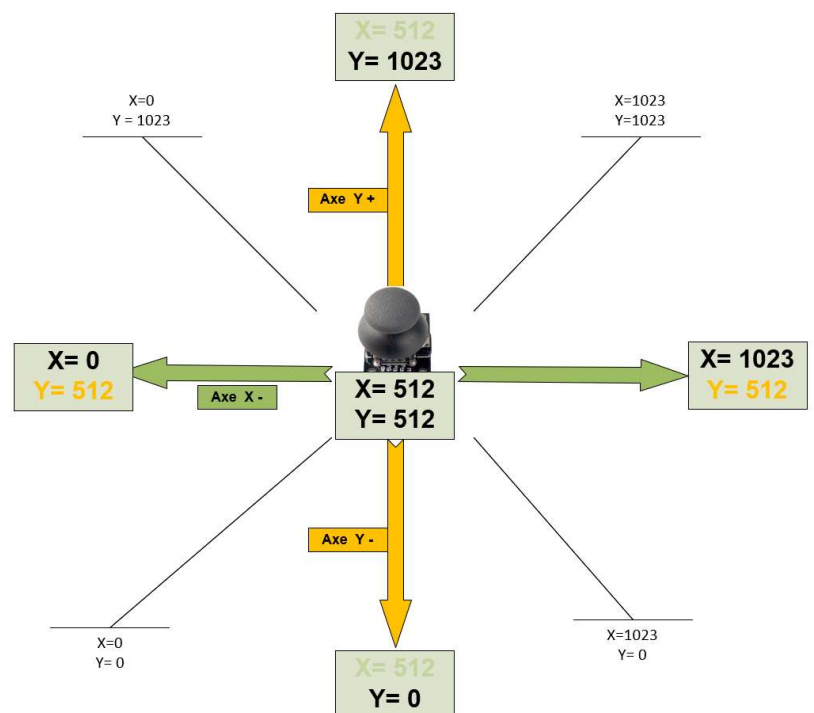 X= 512
Y= 1023
X=0
Y = 1023
X=1023
Y=1023
Axe Y +
X= 0
Y= 512
Axe X -
X= 512
Y= 512
X= 1023
Y= 512
Axe Y -
X=0
Y= 0
X=1023
Y= 0
X= 512
Y= 0